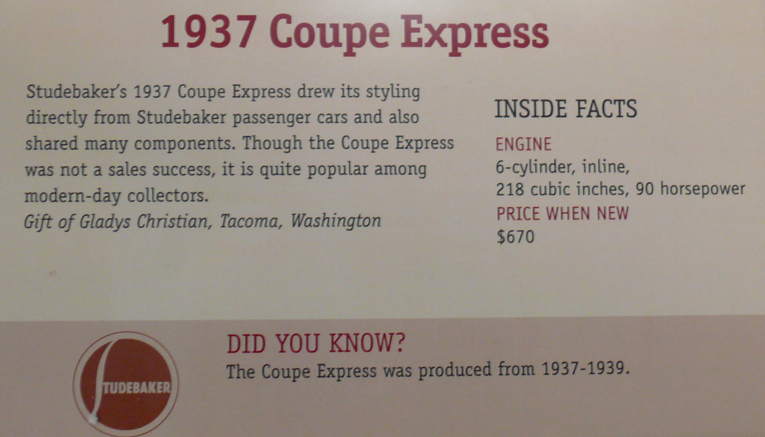 1937 Coupe Express
Studebaker's 1937 Coupe Express drew its styling
directly from Studebaker passenger cars and also
shared many components. Though the Coupe Express
was not a sales success, it is quite popular among
modern-day collectors.
Gift of Gladys Christian, Tacoma, Washington
INSIDE FACTS
ENGINE
6-cylinder, inline,
218 cubic inches, 90 horsepower
PRICE WHEN NEW
$670
STUDEBAKER
DID YOU KNOW?
The Coupe Express was produced from 1937-1939.